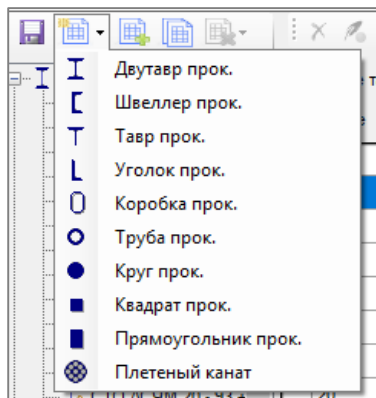 Двутавр прок.
Швеллер прок.
Тавр прок.
Уголок прок.
Коробка прок.
Труба прок.
Круг прок.
Квадрат прок.
Прямоугольник прок.
Плетеный канат